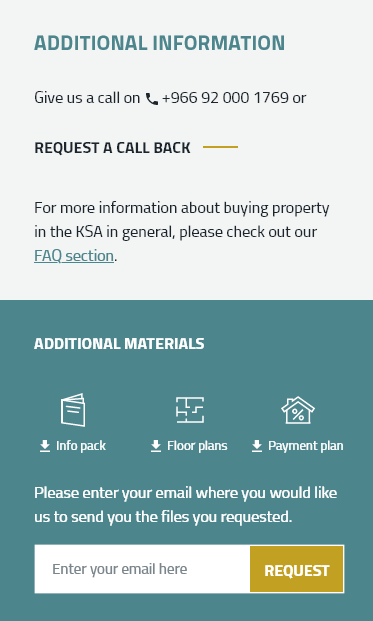 ADDITIONAL INFORMATION
Give us a call on +966 92 000 1769 or
REQUEST A CALL BACK
For more information about buying property
in the KSA in general, please check out our
FAQ section.
ADDITIONAL MATERIALS
Info pack
Floor plans
Payment plan
Please enter your email where you would like
us to send you the files you requested.
Enter your email here
REQUEST